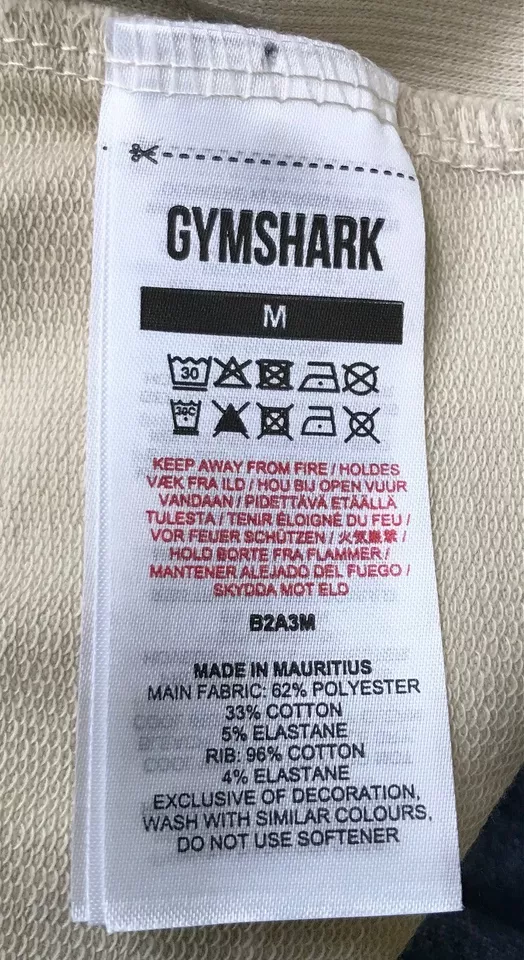 GYMSHARK
M
30
30C
KEEP AWAY FROM FIRE / HOLDES
VÆK FRA ILD / HOU BIJ OPEN VUUR
VANDAAN / PIDETTÄVÄ ETÄÄLLÄ
TULESTA / TENIR ÉLOIGNÉ DU FEU /
VOR FEUER SCHÜTZEN / 火気厳禁 /
HOLD BORTE FRA FLAMMER /
MANTENER ALEJADO DEL FUEGO /
SKYDDA MOT ELD
B2A3M
MADE IN MAURITIUS
MAIN FABRIC: 62% POLYESTER
33% COTTON
5% ELASTANE
RIB: 96% COTTON
4% ELASTANE
EXCLUSIVE OF DECORATION,
WASH WITH SIMILAR COLOURS,
DO NOT USE SOFTENER